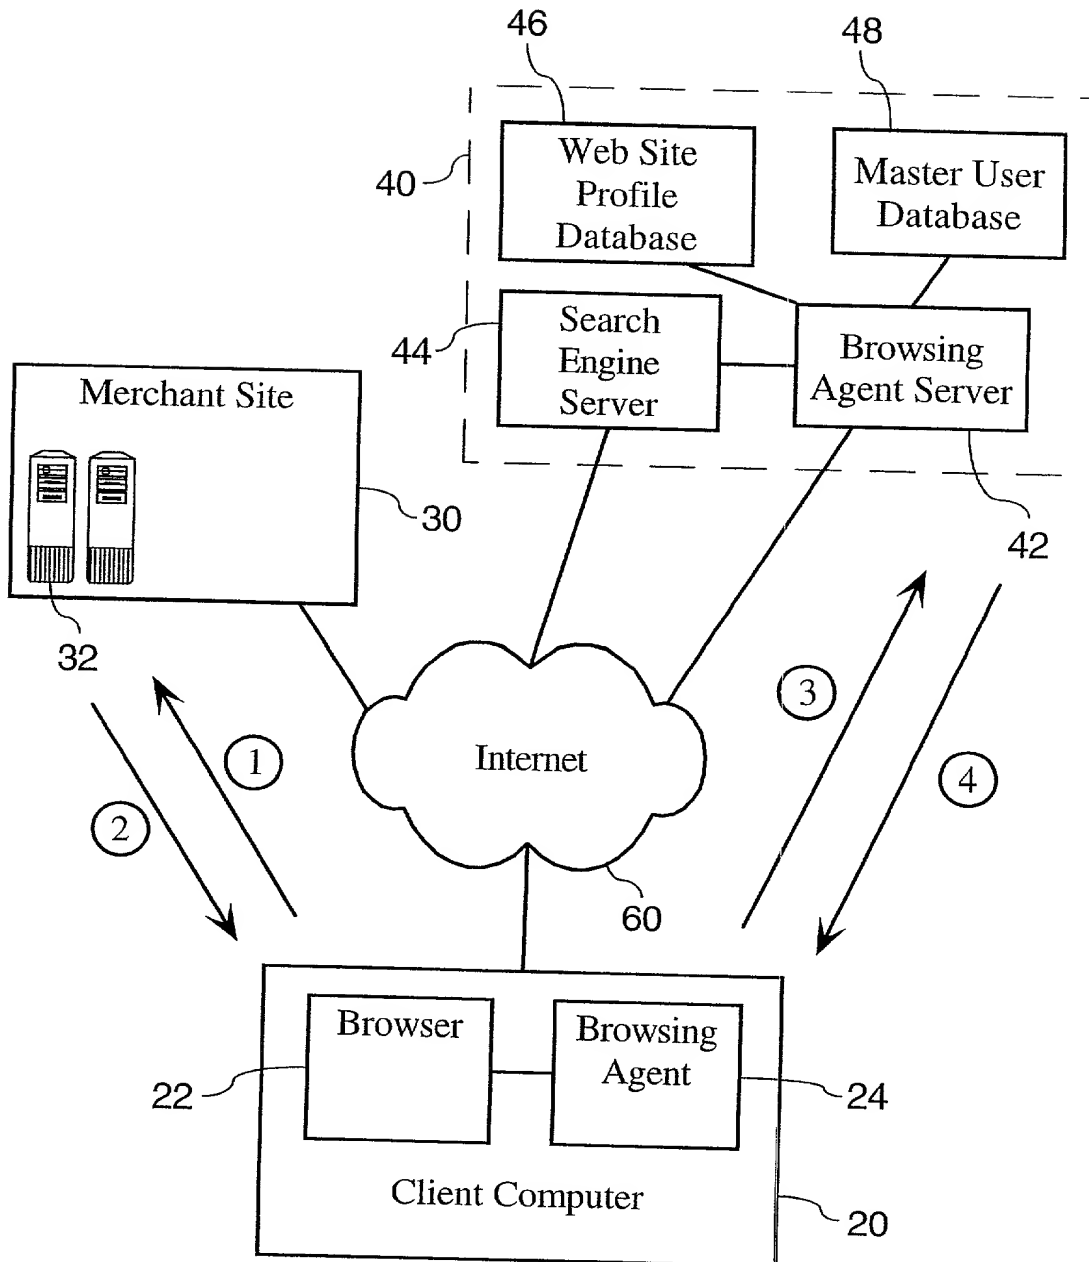 46
48
Web Site
Profile
Database
Master User
Database
40
44
Search
Engine
Server
Browsing
Agent Server
Merchant Site
30
42
32
3
1
Internet
4
2
60
Browser
Browsing
Agent
22
24
Client Computer
20